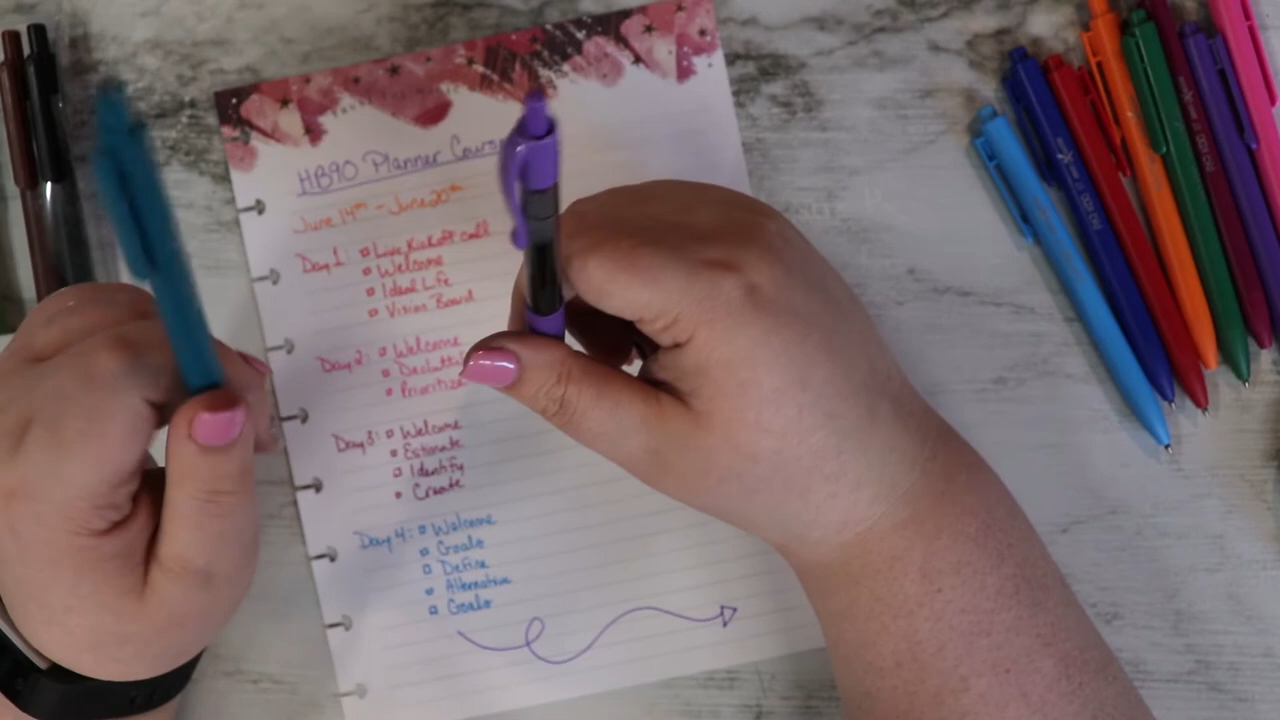 HB90 Planner
June 14th - June 20th
Day 1: Live Kickoff call
Welcome
Ideal Life
Vision Board
Day 2: Welcome
Prioritize
Day 3: Welcome
Estimate
Identify
Create
Day 4: Welcome
Goals
Define
Alternative
Goals